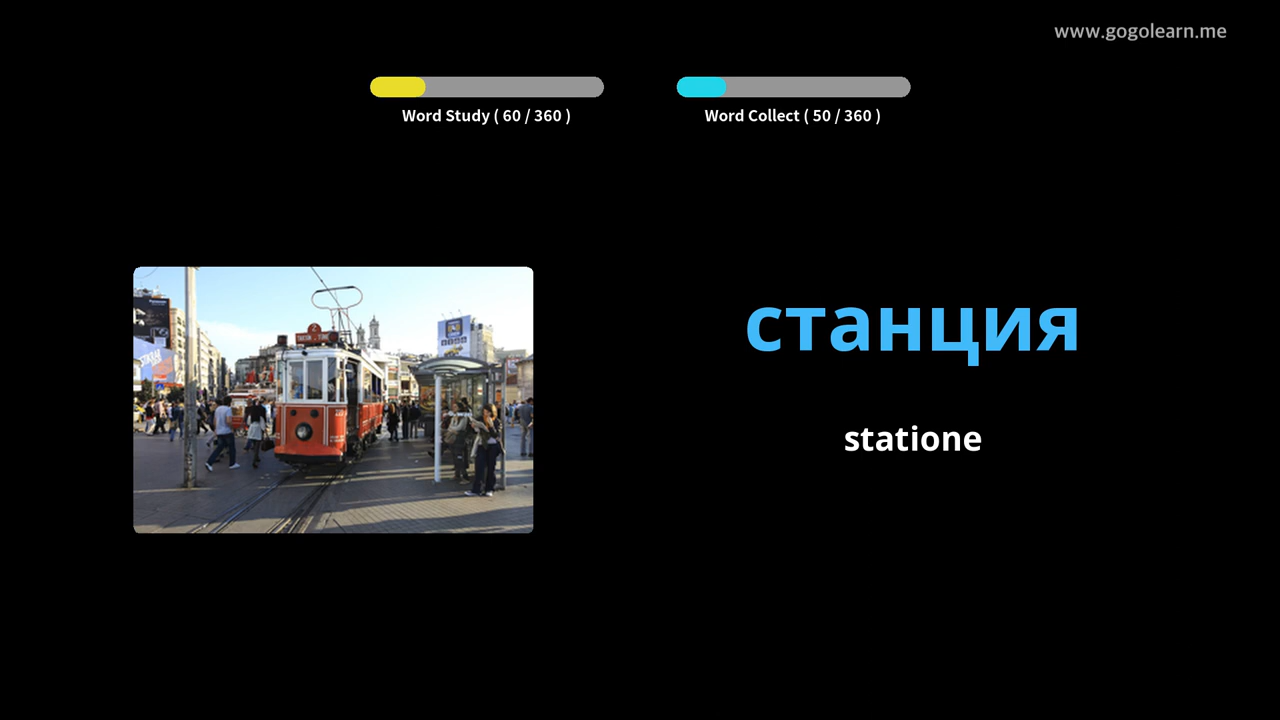 www.gogolearn.me
Word Study ( 60 / 360 )
Word Collect ( 50 / 360 )
станция
statione